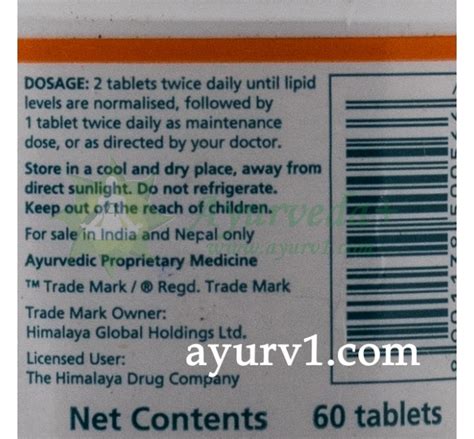 DOSAGE: 2 tablets twice daily until lipid
levels are normalised, followed by
1 tablet twice daily as maintenance
dose, or as directed by your doctor.
Store in a cool and dry place, away from
direct sunlight. Do not refrigerate.
Keep out of the reach of children.
For sale in India and Nepal only
Ayurvedic Proprietary Medicine
™ Trade Mark / ® Regd. Trade Mark
Trade Mark Owner:
Himalaya Global Holdings Ltd.
Licensed User:
The Himalaya Drug Company
Net Contents 60 tablets
www.ayurv1.com
ayurv1.com